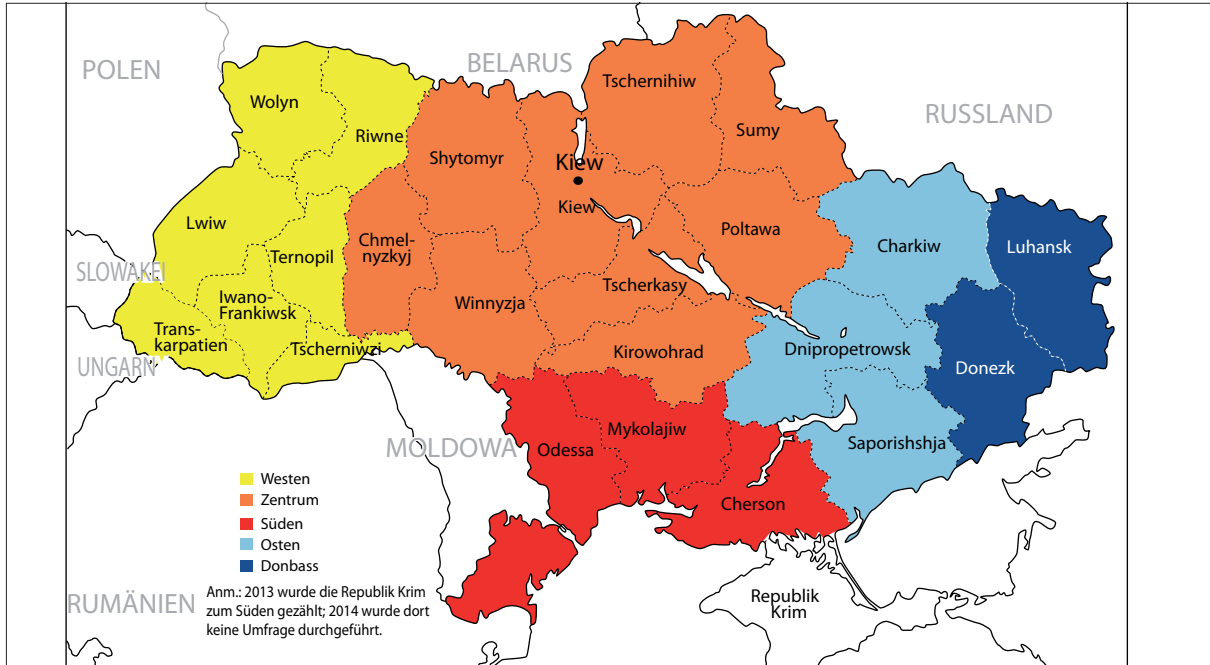 POLEN
BELARUS
RUSSLAND
SLOWAKEI
UNGARN
MOLDOWA
RUMÄNIEN
Wolyn
Riwne
Lwiw
Ternopil
Iwano-
Frankiwsk
Trans-
karpatien
Tscherniwzi
Shytomyr
Chmel-
nyzkyj
Winnyzja
Kiew
Kiew
Tschernihiw
Sumy
Poltawa
Tscherkasy
Kirowohrad
Charkiw
Dnipropetrowsk
Saporishshja
Luhansk
Donezk
Odessa
Mykolajiw
Cherson
Republik
Krim
Westen
Zentrum
Süden
Osten
Donbass
Anm.: 2013 wurde die Republik Krim
zum Süden gezählt; 2014 wurde dort
keine Umfrage durchgeführt.